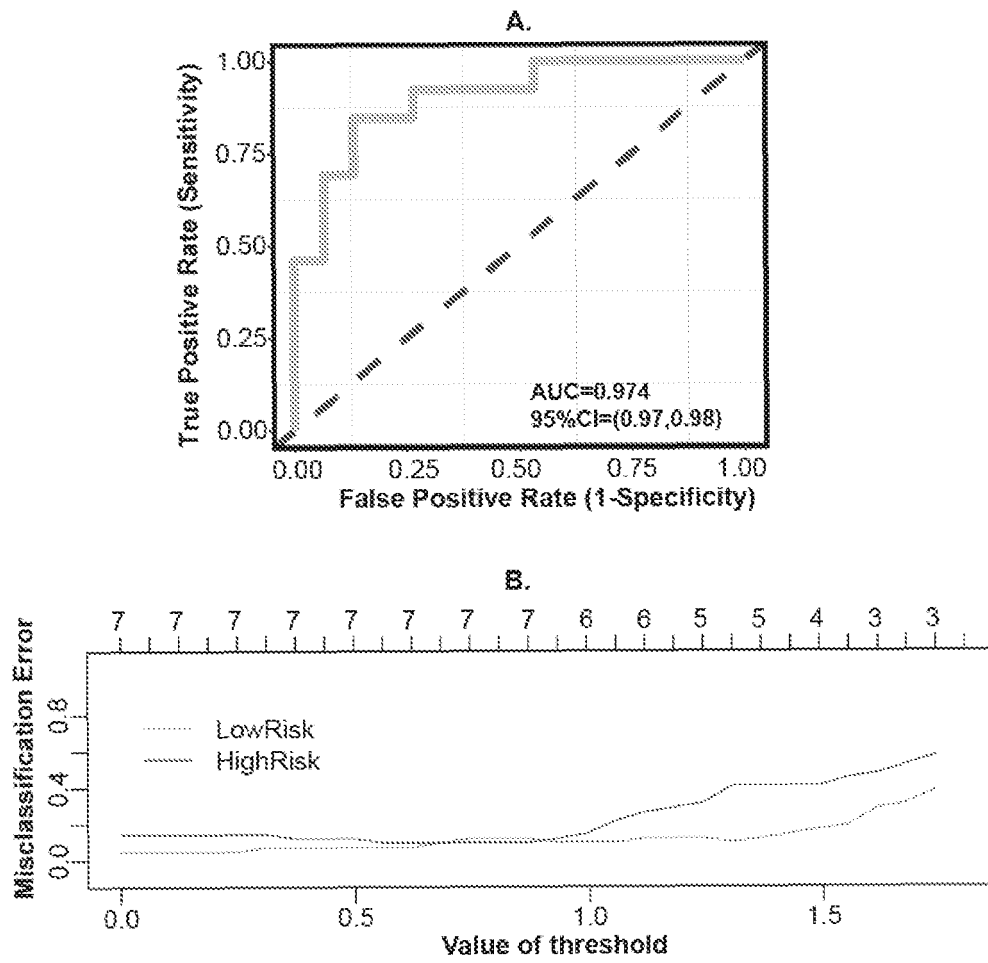 A.
True Positive Rate (Sensitivity)
1.00
0.75
0.50
0.25
0.00
AUC=0.974
95%CI=(0.97,0.98)
0.00 0.25 0.50 0.75 1.00
False Positive Rate (1-Specificity)
B.
7 7 7 7 7 7 7 7 6 6 5 5 4 3 3
Misclassification Error
0.8
0.4
0.0
LowRisk
HighRisk
0.0 0.5 1.0 1.5
Value of threshold